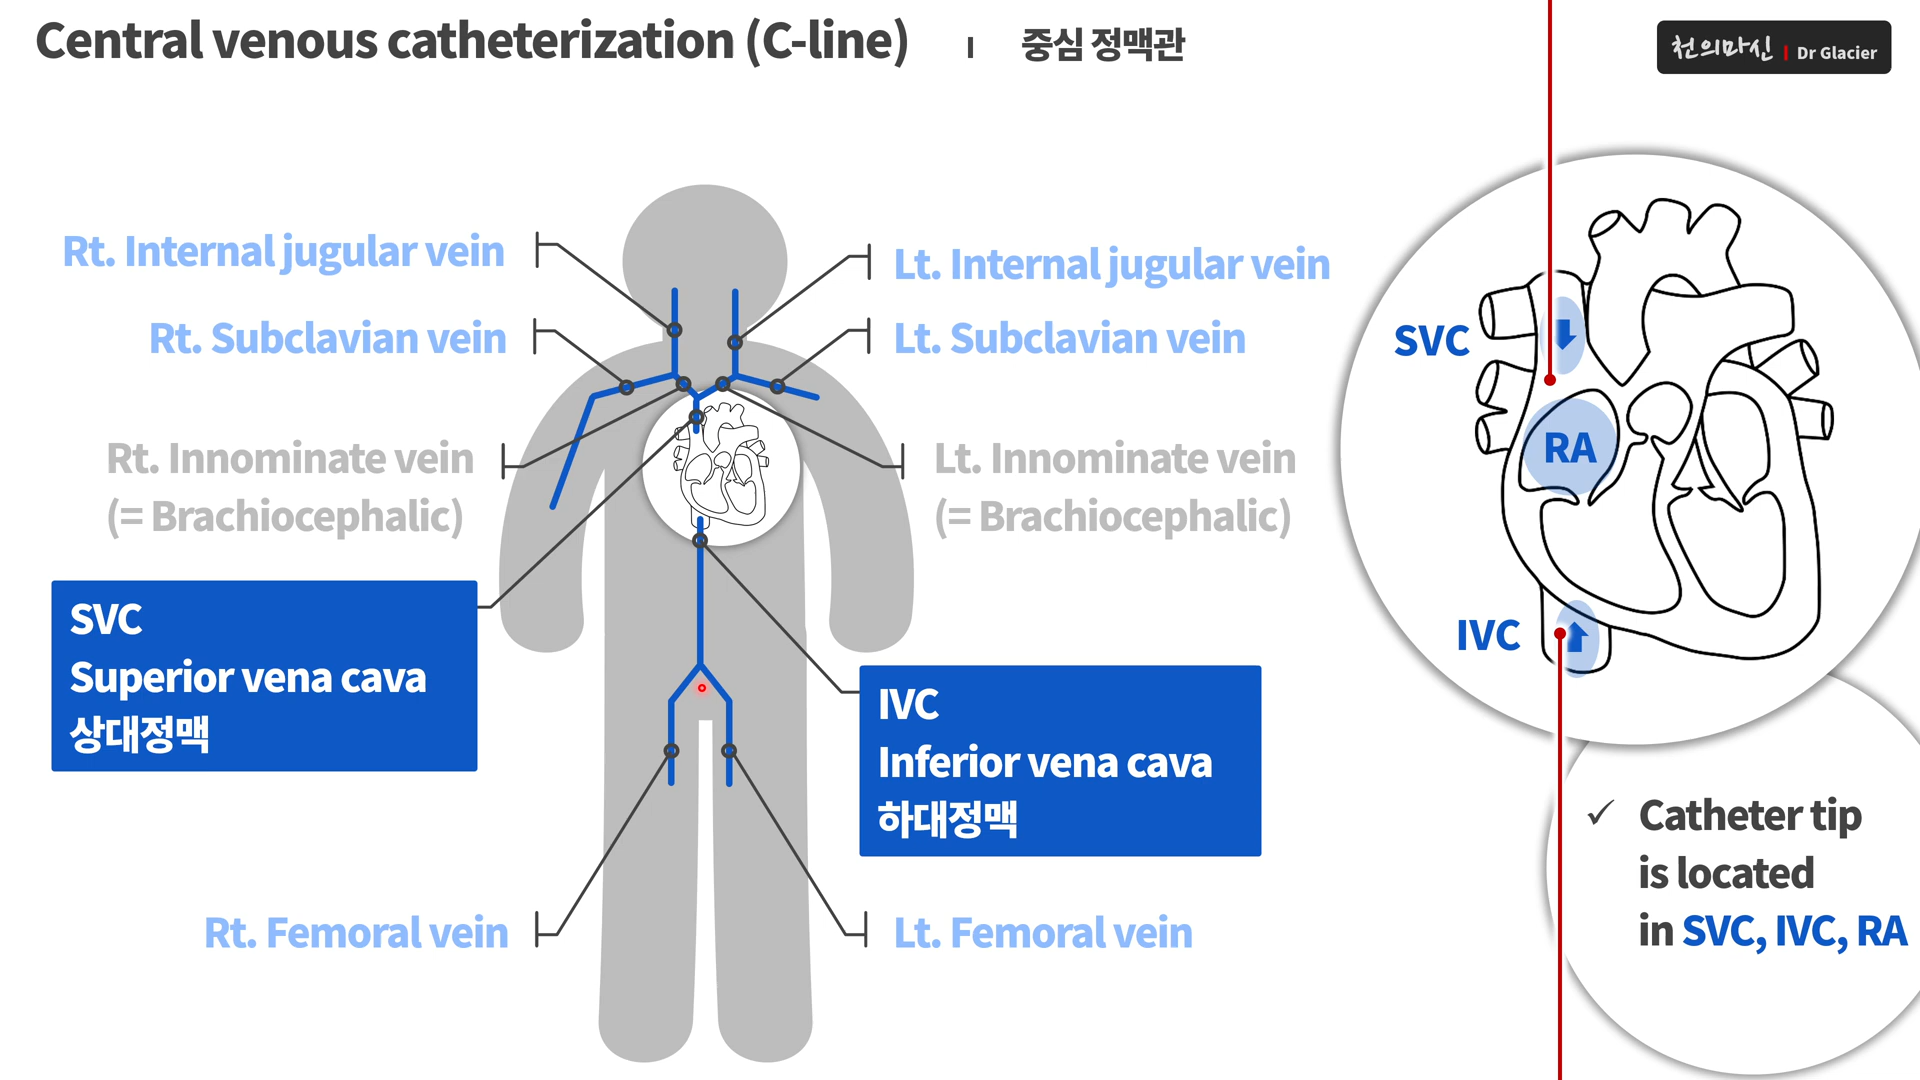 Central venous catheterization (C-line) ı 중심 정맥관
천의마신 | Dr Glacier
Rt. Internal jugular vein
Lt. Internal jugular vein
Rt. Subclavian vein
Lt. Subclavian vein
Rt. Innominate vein
(= Brachiocephalic)
Lt. Innominate vein
(= Brachiocephalic)
SVC
Superior vena cava
상대정맥
IVC
Inferior vena cava
하대정맥
Rt. Femoral vein
Lt. Femoral vein
SVC
RA
IVC
✓ Catheter tip
is located
in SVC, IVC, RA